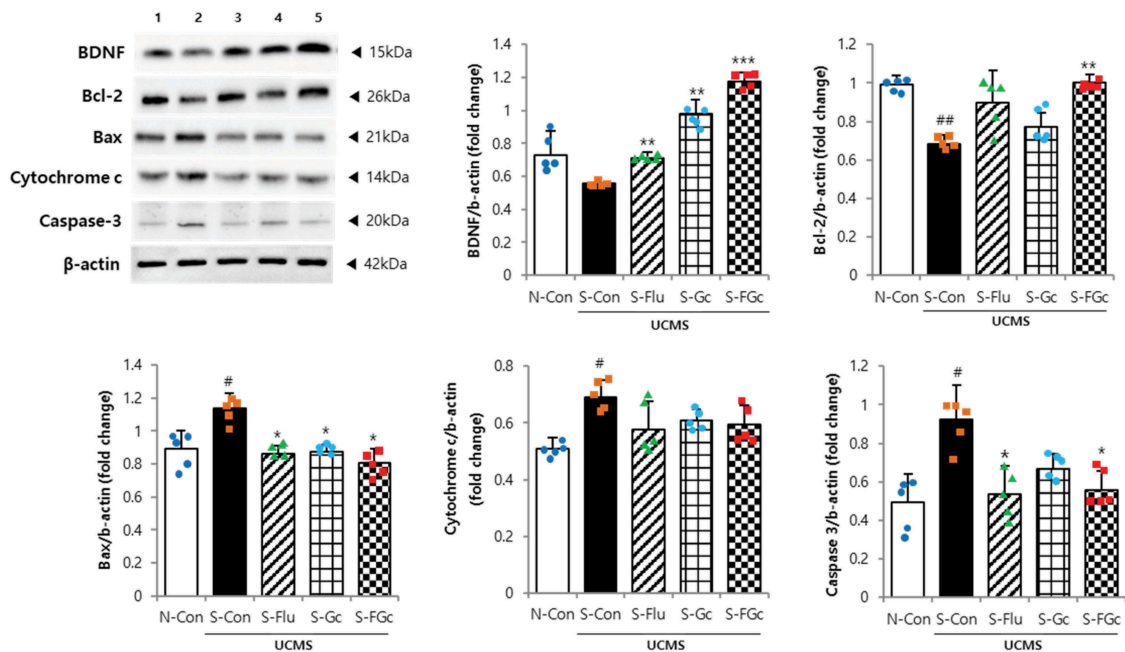 1 2 3 4 5
BDNF ◄ 15kDa
Bcl-2 ◄ 26kDa
Bax ◄ 21kDa
Cytochrome c ◄ 14kDa
Caspase-3 ◄ 20kDa
β-actin ◄ 42kDa
BDNF/b-actin (fold change)
1.4
1.2
1
0.8
0.6
0.4
0.2
0
**
**
***
N-Con S-Con S-Flu S-Gc S-FGc
UCMS
Bcl-2/b-actin (fold change)
1.2
1
0.8
0.6
0.4
0.2
0
##
**
N-Con S-Con S-Flu S-Gc S-FGc
UCMS
Bax/b-actin (fold change)
1.4
1.2
1
0.8
0.6
0.4
0.2
0
#
*
*
*
N-Con S-Con S-Flu S-Gc S-FGc
UCMS
Cytochrome c/b-actin
(fold change)
0.8
0.6
0.4
0.2
0
#
N-Con S-Con S-Flu S-Gc S-FGc
UCMS
Caspase 3/b-actin (fold change)
1.2
1
0.8
0.6
0.4
0.2
0
#
*
*
N-Con S-Con S-Flu S-Gc S-FGc
UCMS